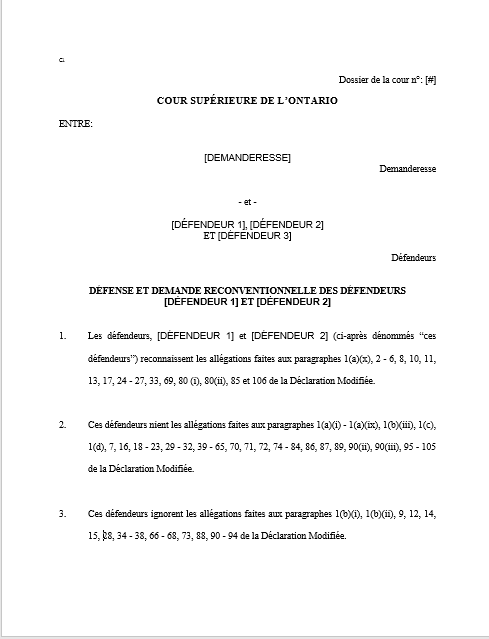 Dossier de la cour n°: [#]
COUR SUPÉRIEURE DE L’ONTARIO
ENTRE:
[DEMANDERESSE]
Demanderesse
- et -
[DÉFENDEUR 1], [DÉFENDEUR 2]
ET [DÉFENDEUR 3]
Défendeurs
DÉFENSE ET DEMANDE RECONVENTIONNELLE DES DÉFENDEURS
[DÉFENDEUR 1] ET [DÉFENDEUR 2]
1. Les défendeurs, [DÉFENDEUR 1] et [DÉFENDEUR 2] (ci-après dénommés “ces
défendeurs”) reconnaissent les allégations faites aux paragraphes 1(a)(x), 2 - 6, 8, 10, 11,
13, 17, 24 - 27, 33, 69, 80 (i), 80(ii), 85 et 106 de la Déclaration Modifiée.
2. Ces défendeurs nient les allégations faites aux paragraphes 1(a)(i) - 1(a)(ix), 1(b)(iii), 1(c),
1(d), 7, 16, 18 - 23, 29 - 32, 39 - 65, 70, 71, 72, 74 - 84, 86, 87, 89, 90(ii), 90(iii), 95 - 105
de la Déclaration Modifiée.
3. Ces défendeurs ignorent les allégations faites aux paragraphes 1(b)(i), 1(b)(ii), 9, 12, 14,
15, 28, 34 - 38, 66 - 68, 73, 88, 90 - 94 de la Déclaration Modifiée.